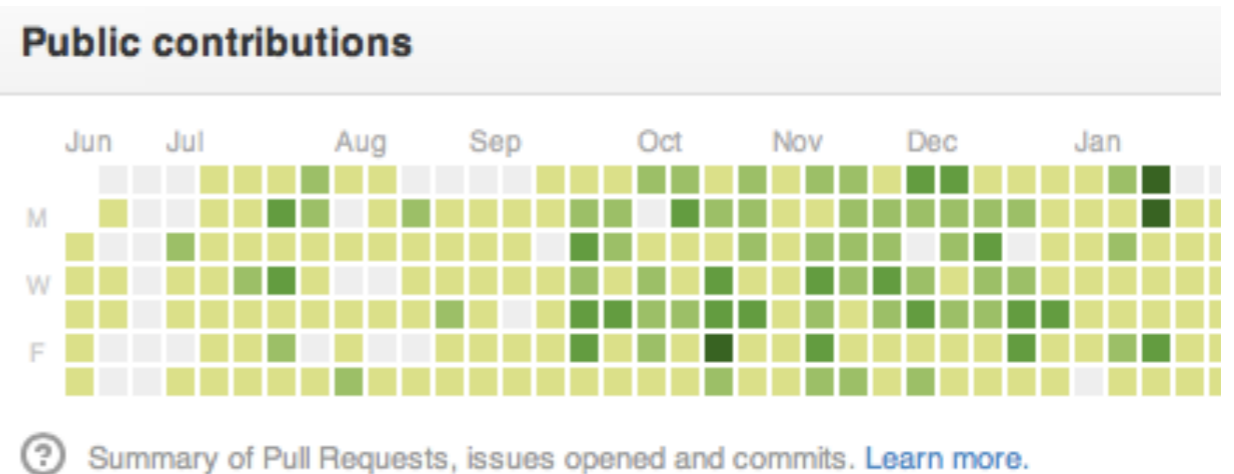 Public contributions
Jun Jul Aug Sep Oct Nov Dec Jan
M
W
F
? Summary of Pull Requests, issues opened and commits. Learn more.